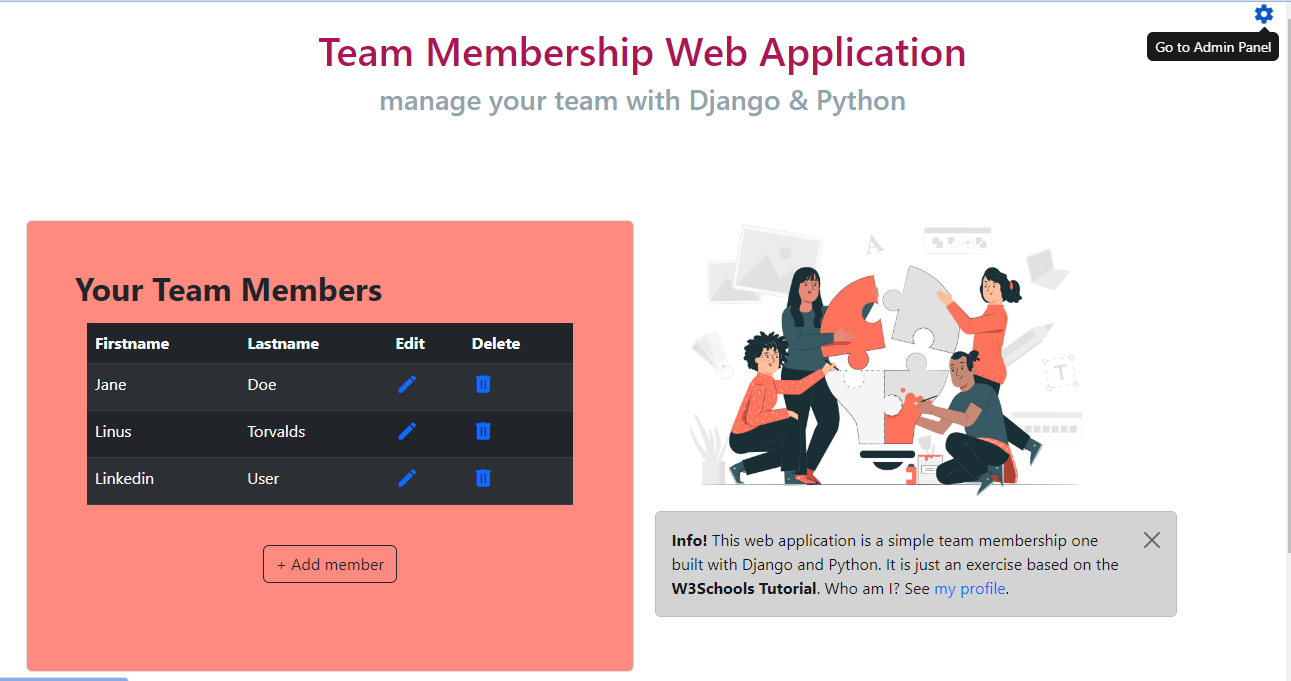 Go to Admin Panel
Team Membership Web Application
manage your team with Django & Python
Your Team Members
Firstname Lastname Edit Delete
Jane Doe
Linus Torvalds
Linkedin User
+ Add member
A
T
Info! This web application is a simple team membership one
built with Django and Python. It is just an exercise based on the
W3Schools Tutorial. Who am I? See my profile.